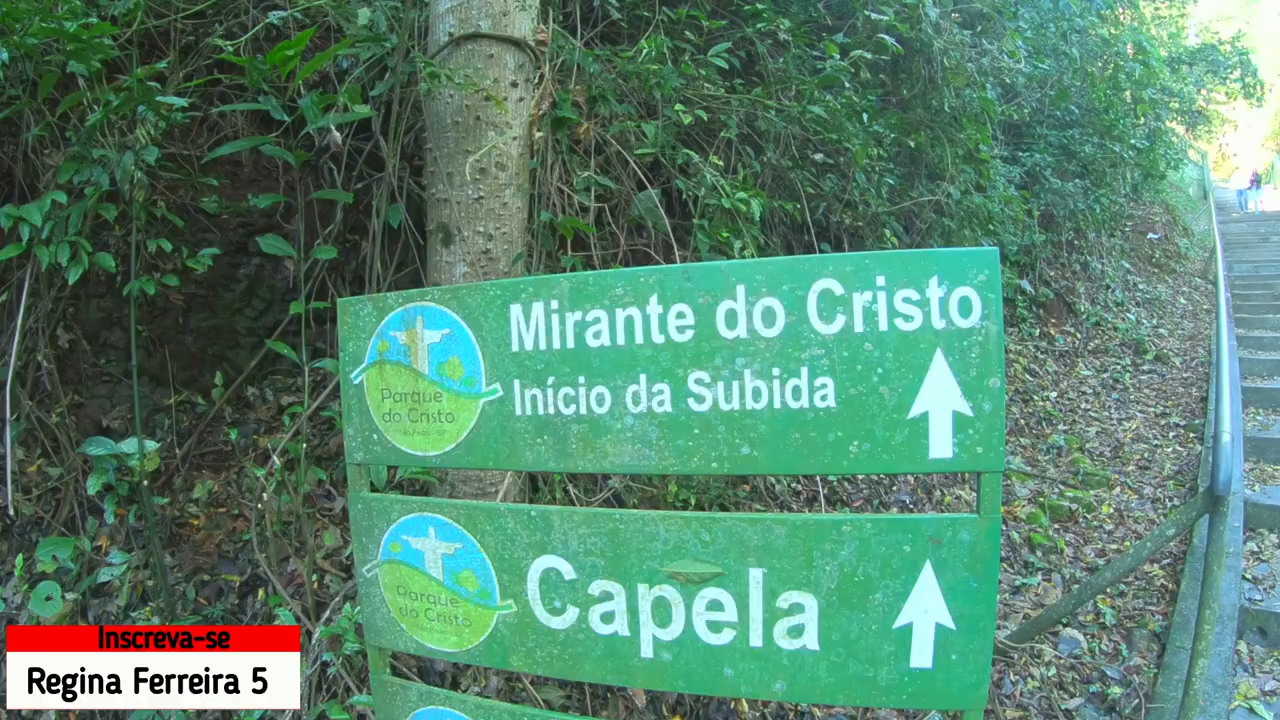 Mirante do Cristo
Início da Subida
Parque
do Cristo
Capela
Parque
do Cristo
Inscreva-se
Regina Ferreira 5